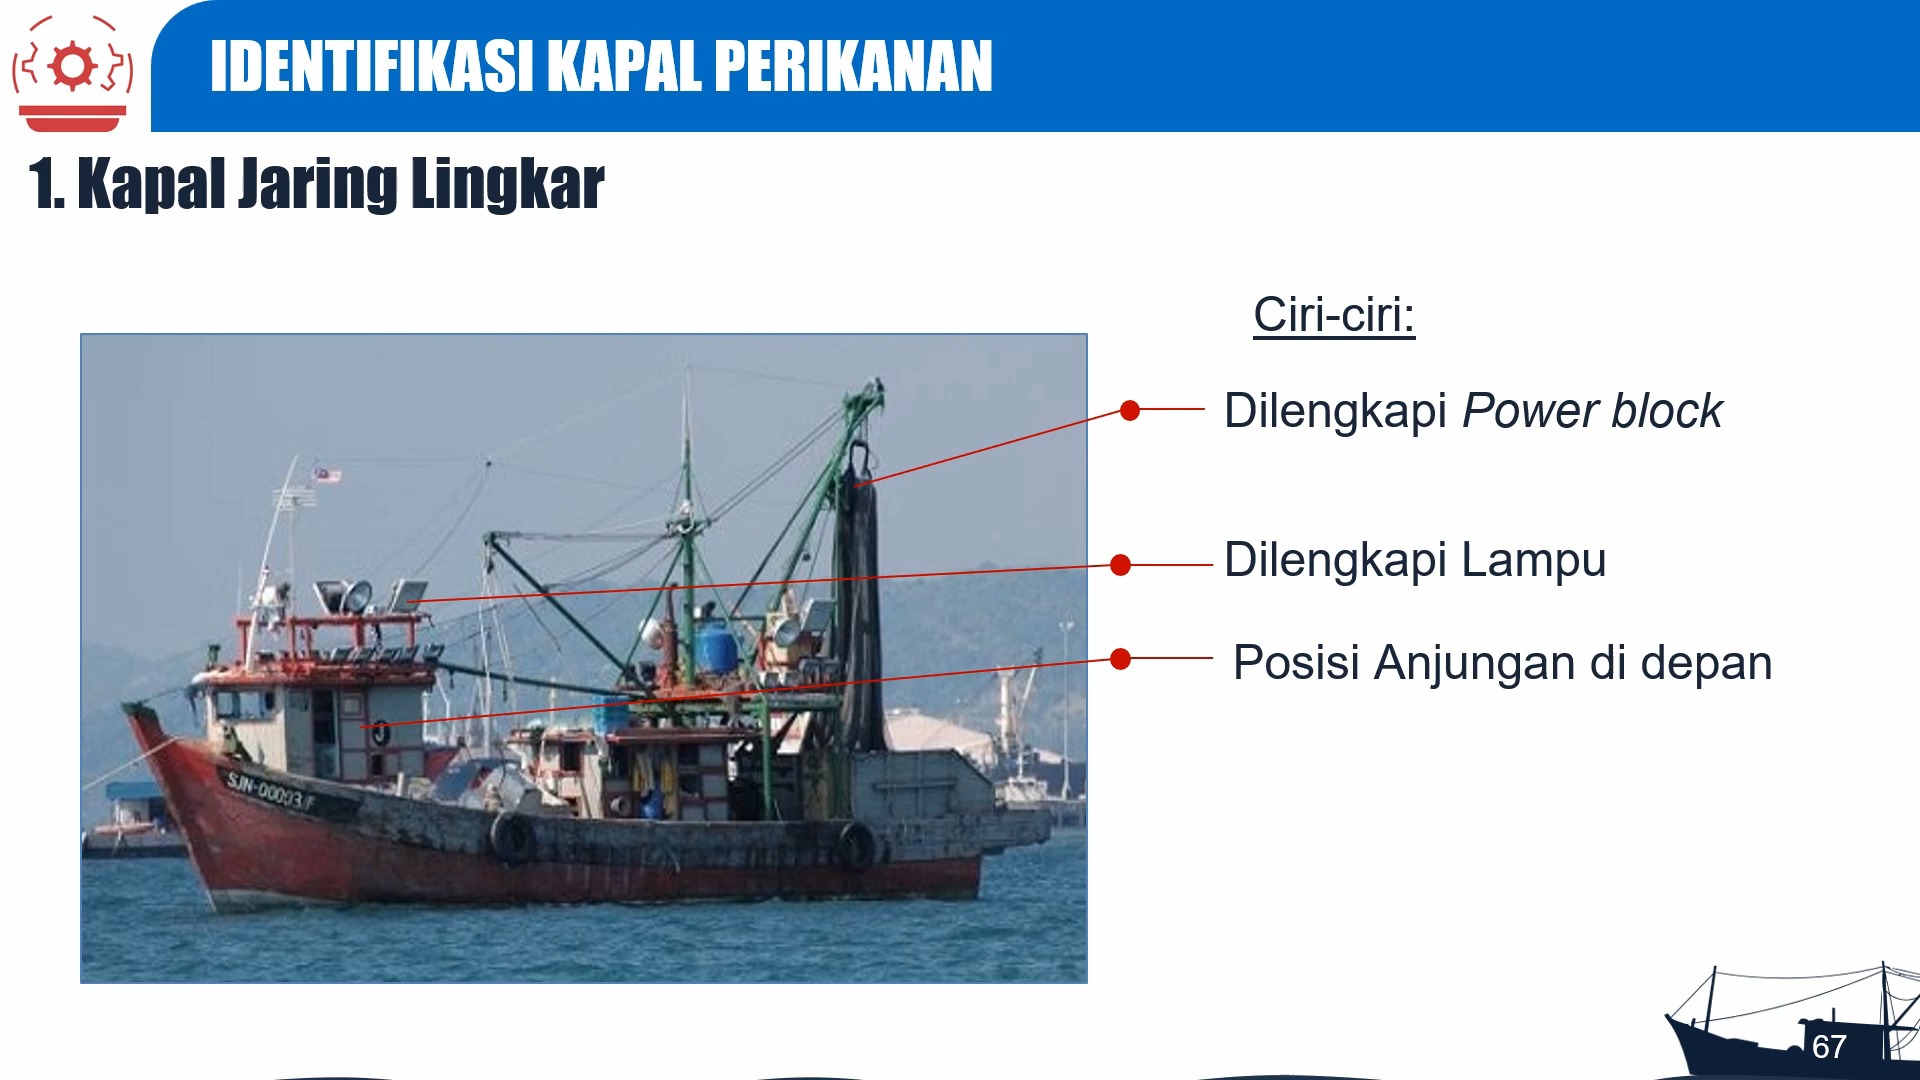 IDENTIFIKASI KAPAL PERIKANAN
1. Kapal Jaring Lingkar
Ciri-ciri:
Dilengkapi Power block
Dilengkapi Lampu
Posisi Anjungan di depan
SJN-00093/F
67